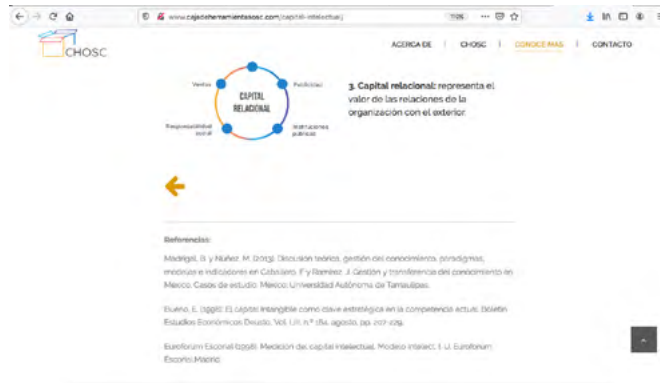 www.cajadeherramientasosc.com/capital-intelectual/
110%
CHOSC
ACERCA DE | CHOSC | CONOCE MÁS | CONTACTO
Ventas
Publicidad
CAPITAL
RELACIONAL
Responsabilidad
social
Instituciones
públicas
3. Capital relacional: representa el
valor de las relaciones de la
organización con el exterior.
Referencias:
Madrigal, B. y Núñez, M. (2013). Discusión teórica, gestión del conocimiento, paradigmas,
modelos e indicadores en Caballero, F y Ramírez, J. Gestión y transferencia del conocimiento en
México. Casos de estudio. México: Universidad Autónoma de Tamaulipas.
Bueno, E. (1998). El capital intangible como clave estratégica en la competencia actual. Boletín
Estudios Económicos Deusto, Vol. LIII, n.º 164, agosto, pp. 207-229.
Euroforum Escorial (1998). Medición del capital intelectual. Modelo Intelect, I. U. Euroforum
Escorial, Madrid.